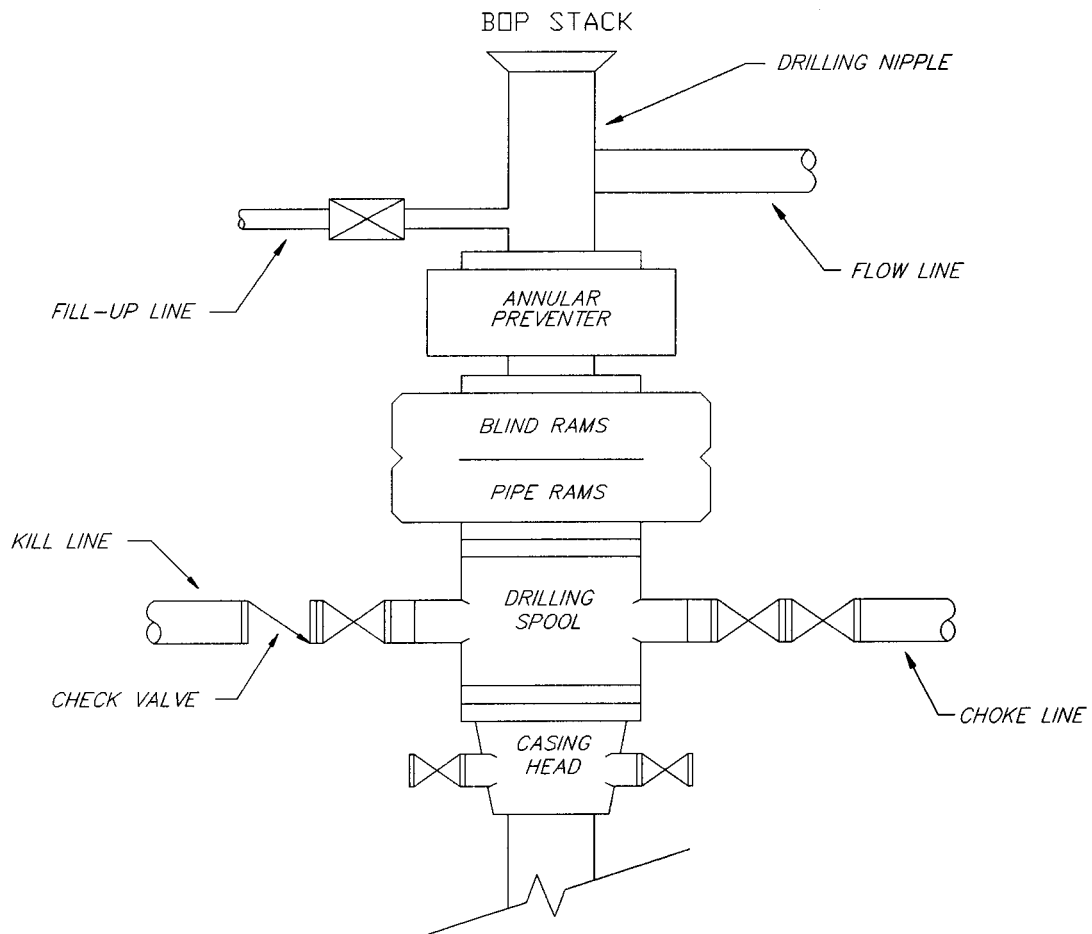 BOP STACK
DRILLING NIPPLE
FLOW LINE
FILL-UP LINE
ANNULAR
PREVENTER
BLIND RAMS
PIPE RAMS
KILL LINE
DRILLING
SPOOL
CHECK VALVE
CHOKE LINE
CASING
HEAD